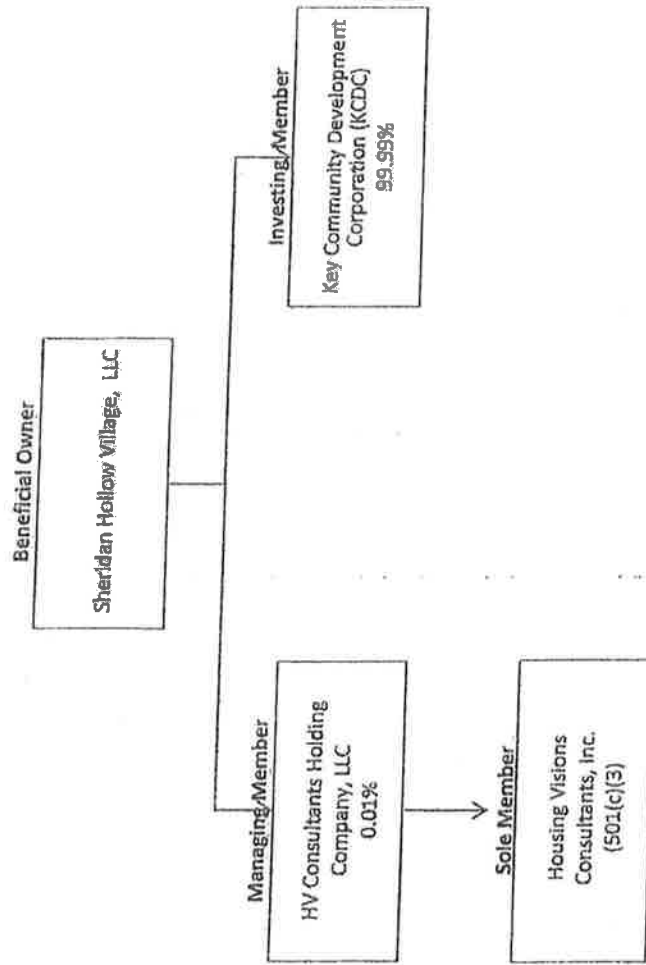 Beneficial Owner
Sheridan Hollow Village, LLC
Managing Member
HV Consultants Holding
Company, LLC
0.01%
Investing Member
Key Community Development
Corporation (KCDC)
99.99%
Sole Member
Housing Visions
Consultants, Inc.
(501(c)(3)